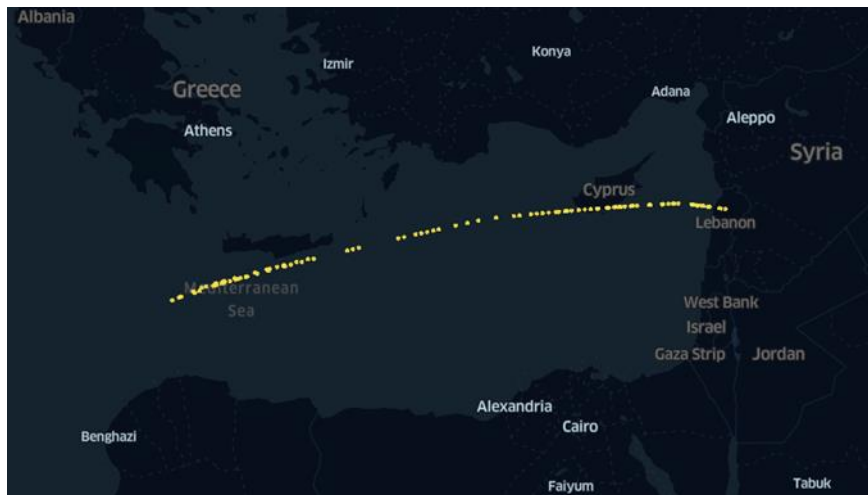 Albania
Izmir
Konya
Greece
Adana
Athens
Aleppo
Syria
Cyprus
Lebanon
Mediterranean
Sea
West Bank
Israel
Gaza Strip
Jordan
Alexandria
Cairo
Benghazi
Faiyum
Tabuk